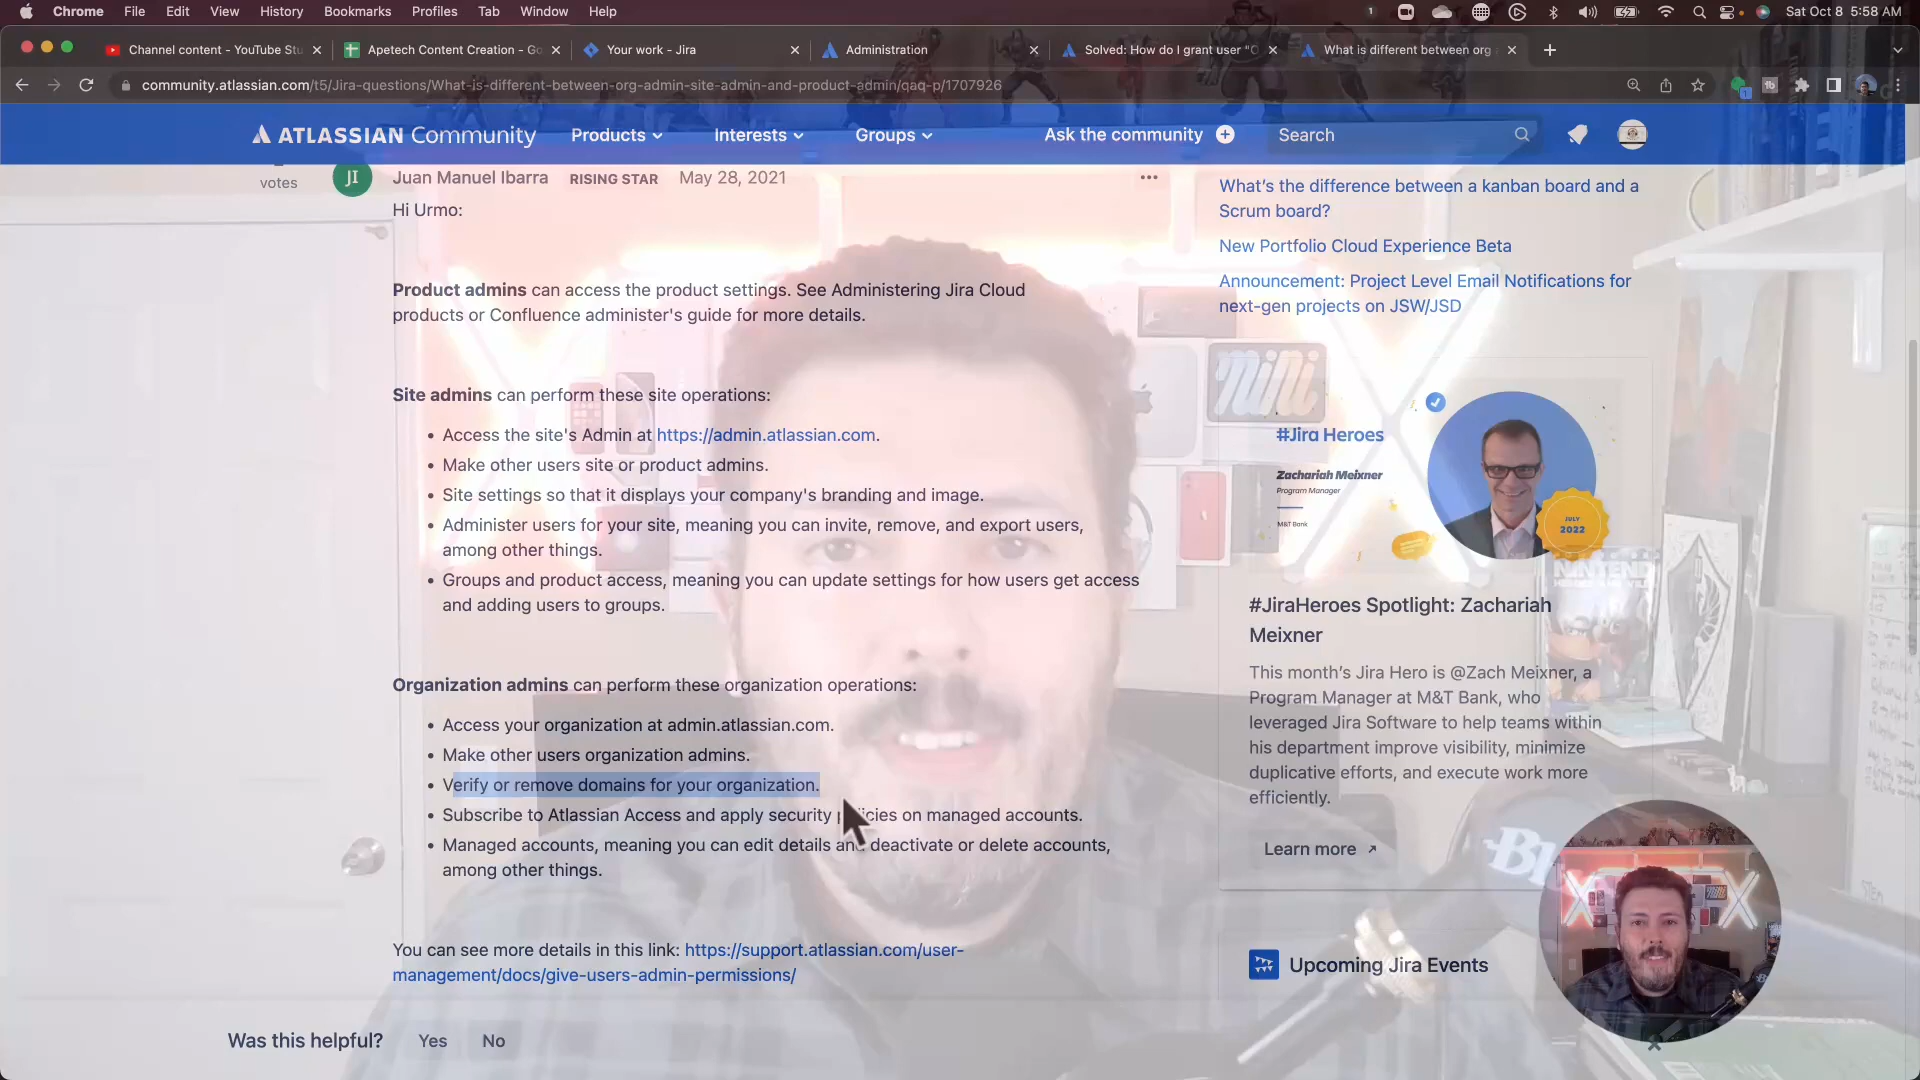 Chrome File Edit View History Bookmarks Profiles Tab Window Help
1
Sat Oct 8 5:58 AM
Channel content - YouTube Stu
Apetech Content Creation - Go
Your work - Jira
Administration
Solved: How do I grant user "O
What is different between org
community.atlassian.com/t5/Jira-questions/What-is-different-between-org-admin-site-admin-and-product-admin/qaq-p/1707926
ATLASSIAN Community Products Interests Groups Ask the community Search
votes
JI
Juan Manuel Ibarra RISING STAR May 28, 2021
Hi Urmo:
Product admins can access the product settings. See Administering Jira Cloud
products or Confluence administer's guide for more details.
Site admins can perform these site operations:
• Access the site's Admin at https://admin.atlassian.com.
• Make other users site or product admins.
• Site settings so that it displays your company's branding and image.
• Administer users for your site, meaning you can invite, remove, and export users,
among other things.
• Groups and product access, meaning you can update settings for how users get access
and adding users to groups.
Organization admins can perform these organization operations:
• Access your organization at admin.atlassian.com.
• Make other users organization admins.
• Verify or remove domains for your organization.
• Subscribe to Atlassian Access and apply security policies on managed accounts.
• Managed accounts, meaning you can edit details and deactivate or delete accounts,
among other things.
You can see more details in this link: https://support.atlassian.com/user-
management/docs/give-users-admin-permissions/
Was this helpful? Yes No
What's the difference between a kanban board and a
Scrum board?
New Portfolio Cloud Experience Beta
Announcement: Project Level Email Notifications for
next-gen projects on JSW/JSD
mini
#Jira Heroes
Zachariah Meixner
Program Manager
M&T Bank
JULY
2022
NINTENDO
#JiraHeroes Spotlight: Zachariah
Meixner
This month's Jira Hero is @Zach Meixner, a
Program Manager at M&T Bank, who
leveraged Jira Software to help teams within
his department improve visibility, minimize
duplicative efforts, and execute work more
efficiently.
Learn more
Upcoming Jira Events